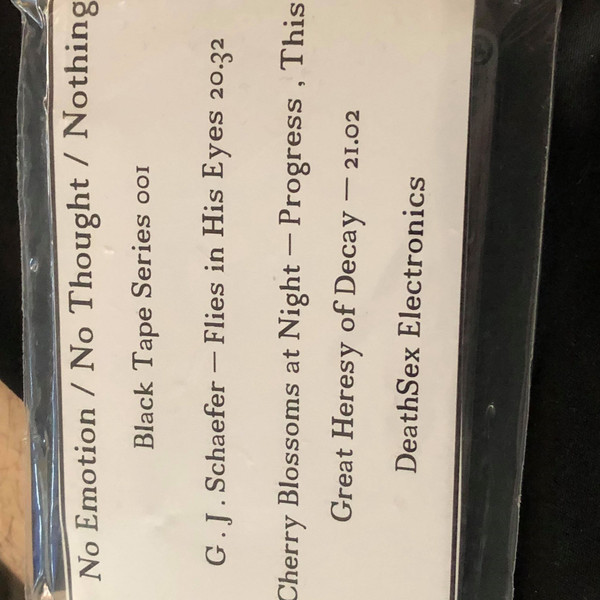 No Emotion / No Thought / Nothing
Black Tape Series 001
G . J . Schaefer – Flies in His Eyes 20.32
Cherry Blossoms at Night – Progress , This
Great Heresy of Decay – 21.02
DeathSex Electronics